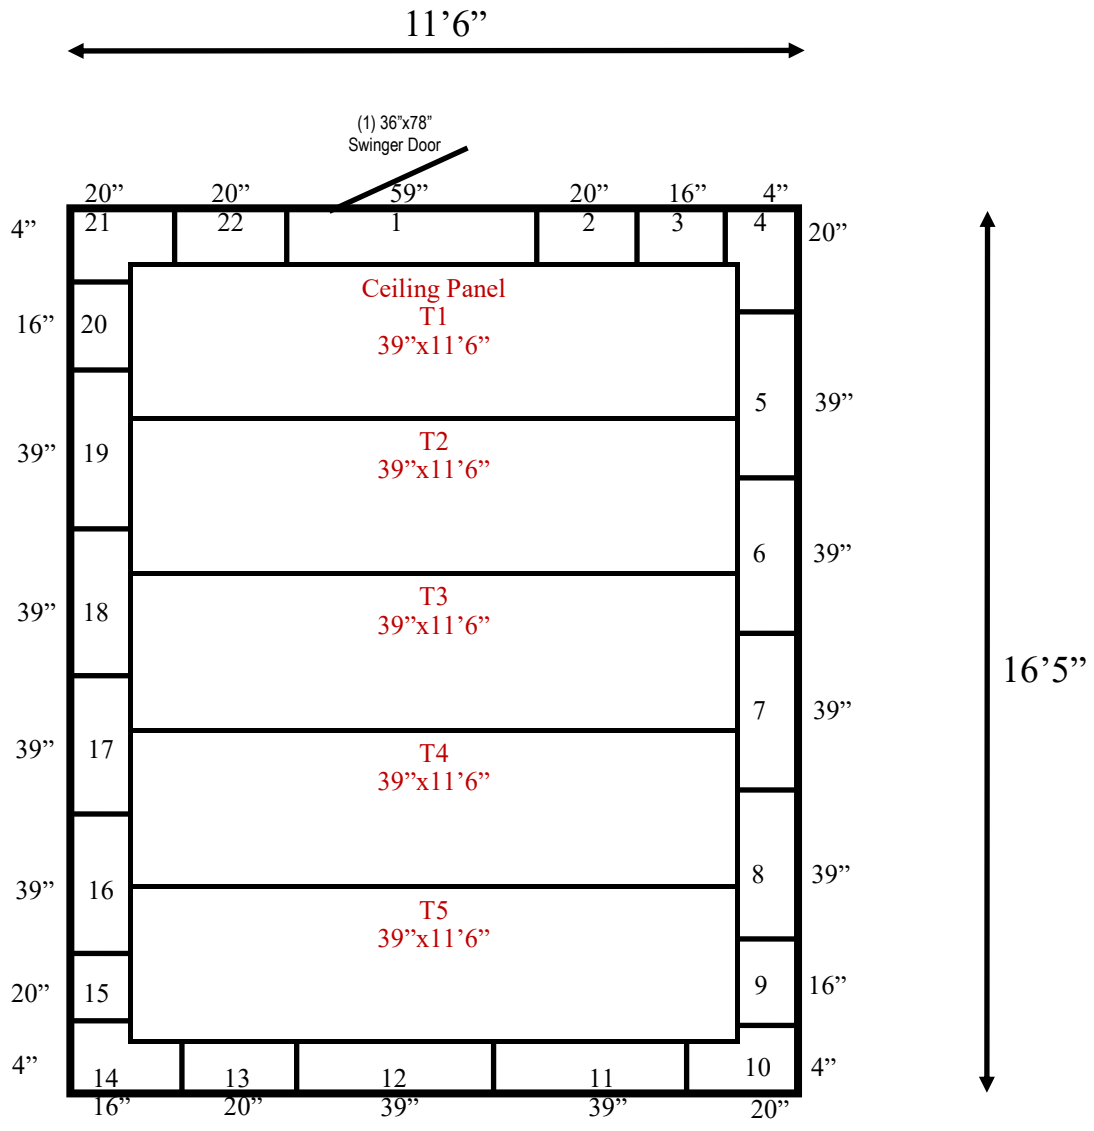 11’6”
(1) 36”x78”
Swinger Door
20” 20” 59” 20” 16” 4”
4” 21 22 1 2 3 4 20”
Ceiling Panel
T1
39”x11’6”
16” 20
5 39”
T2
39”x11’6”
39” 19
6 39”
T3
39”x11’6”
39” 18
16’5”
7 39”
T4
39”x11’6”
39” 17
8 39”
39” 16
T5
39”x11’6”
20” 15
9 16”
4” 14 13 12 11 10 4”
16” 20” 39” 39” 20”